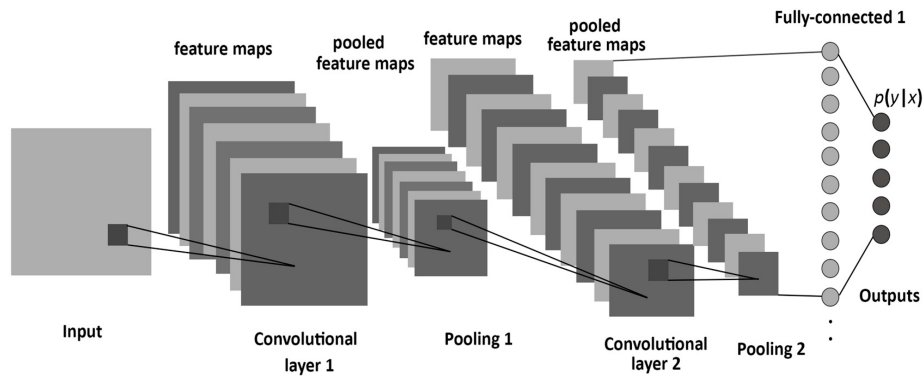 Fully-connected 1
feature maps
pooled
feature maps
feature maps
pooled
feature maps
p(y|x)
Input
Convolutional
layer 1
Pooling 1
Convolutional
layer 2
Pooling 2
Outputs